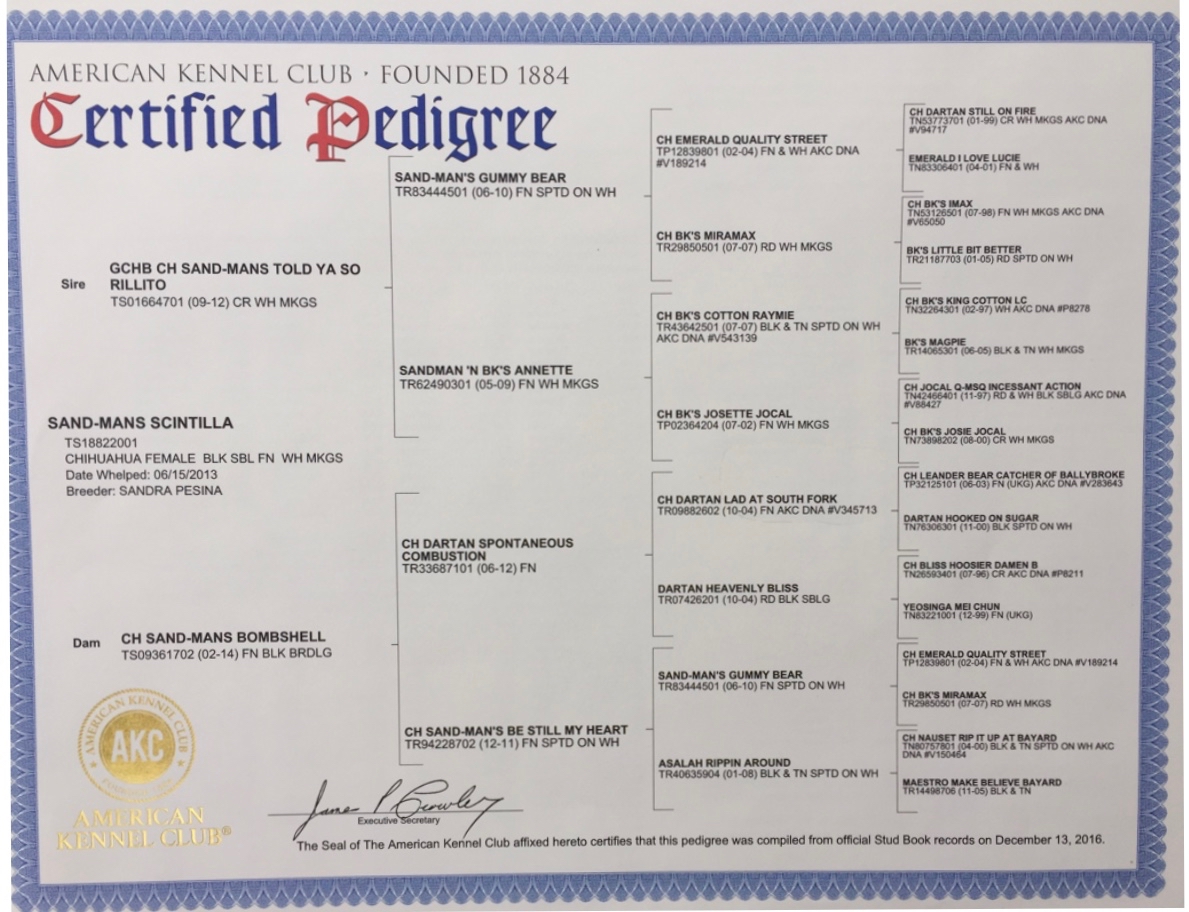 AMERICAN KENNEL CLUB · FOUNDED 1884
Certified Pedigree
Sire
GCHB CH SAND-MANS TOLD YA SO
RILLITO
TS01664701 (09-12) CR WH MKGS
SAND-MANS SCINTILLA
TS18822001
CHIHUAHUA FEMALE BLK SBL FN WH MKGS
Date Whelped: 06/15/2013
Breeder: SANDRA PESINA
Dam
CH SAND-MANS BOMBSHELL
TS09361702 (02-14) FN BLK BRDLG
SAND-MAN'S GUMMY BEAR
TR83444501 (06-10) FN SPTD ON WH
SANDMAN 'N BK'S ANNETTE
TR62490301 (05-09) FN WH MKGS
CH DARTAN SPONTANEOUS
COMBUSTION
TR33687101 (06-12) FN
CH SAND-MAN'S BE STILL MY HEART
TR94228702 (12-11) FN SPTD ON WH
CH EMERALD QUALITY STREET
TP12839801 (02-04) FN & WH AKC DNA
#V189214
CH BK'S MIRAMAX
TR29850501 (07-07) RD WH MKGS
CH BK'S COTTON RAYMIE
TR43642501 (07-07) BLK & TN SPTD ON WH
AKC DNA #V543139
CH BK'S JOSETTE JOCAL
TP02364204 (07-02) FN WH MKGS
CH DARTAN LAD AT SOUTH FORK
TR09882602 (10-04) FN AKC DNA #V345713
DARTAN HEAVENLY BLISS
TR07426201 (10-04) RD BLK SBLG
SAND-MAN'S GUMMY BEAR
TR83444501 (06-10) FN SPTD ON WH
ASALAH RIPPIN AROUND
TR40635904 (01-08) BLK & TN SPTD ON WH
CH DARTAN STILL ON FIRE
TN53773701 (01-99) CR WH MKGS AKC DNA
#V94717
EMERALD I LOVE LUCIE
TN83306401 (04-01) FN & WH
CH BK'S IMAX
TN53126501 (07-98) FN WH MKGS AKC DNA
#V65050
BK'S LITTLE BIT BETTER
TR21187703 (01-05) RD SPTD ON WH
CH BK'S KING COTTON LC
TN32264301 (02-97) WH AKC DNA #P8278
BK'S MAGPIE
TR14065301 (06-05) BLK & TN WH MKGS
CH JOCAL Q-MSQ INCESSANT ACTION
TN42466401 (11-97) RD & WH BLK SBLG AKC DNA
#V88427
CH BK'S JOSIE JOCAL
TN73898202 (08-00) CR WH MKGS
CH LEANDER BEAR CATCHER OF BALLYBROKE
TP32125101 (06-03) FN (UKG) AKC DNA #V283643
DARTAN HOOKED ON SUGAR
TN76306301 (11-00) BLK SPTD ON WH
CH BLISS HOOSIER DAMEN B
TN26593401 (07-96) CR AKC DNA #P8211
YEOSINGA MEI CHUN
TN83221001 (12-99) FN (UKG)
CH EMERALD QUALITY STREET
TP12839801 (02-04) FN & WH AKC DNA #V189214
CH BK'S MIRAMAX
TR29850501 (07-07) RD WH MKGS
CH NAUSET RIP IT UP AT BAYARD
TN80757801 (04-00) BLK & TN SPTD ON WH AKC
DNA #V150464
MAESTRO MAKE BELIEVE BAYARD
TR14498706 (11-05) BLK & TN
AMERICAN KENNEL CLUB
AKC
AMERICAN
KENNEL CLUB®
James P Crowley
Executive Secretary
The Seal of The American Kennel Club affixed hereto certifies that this pedigree was compiled from official Stud Book records on December 13, 2016.